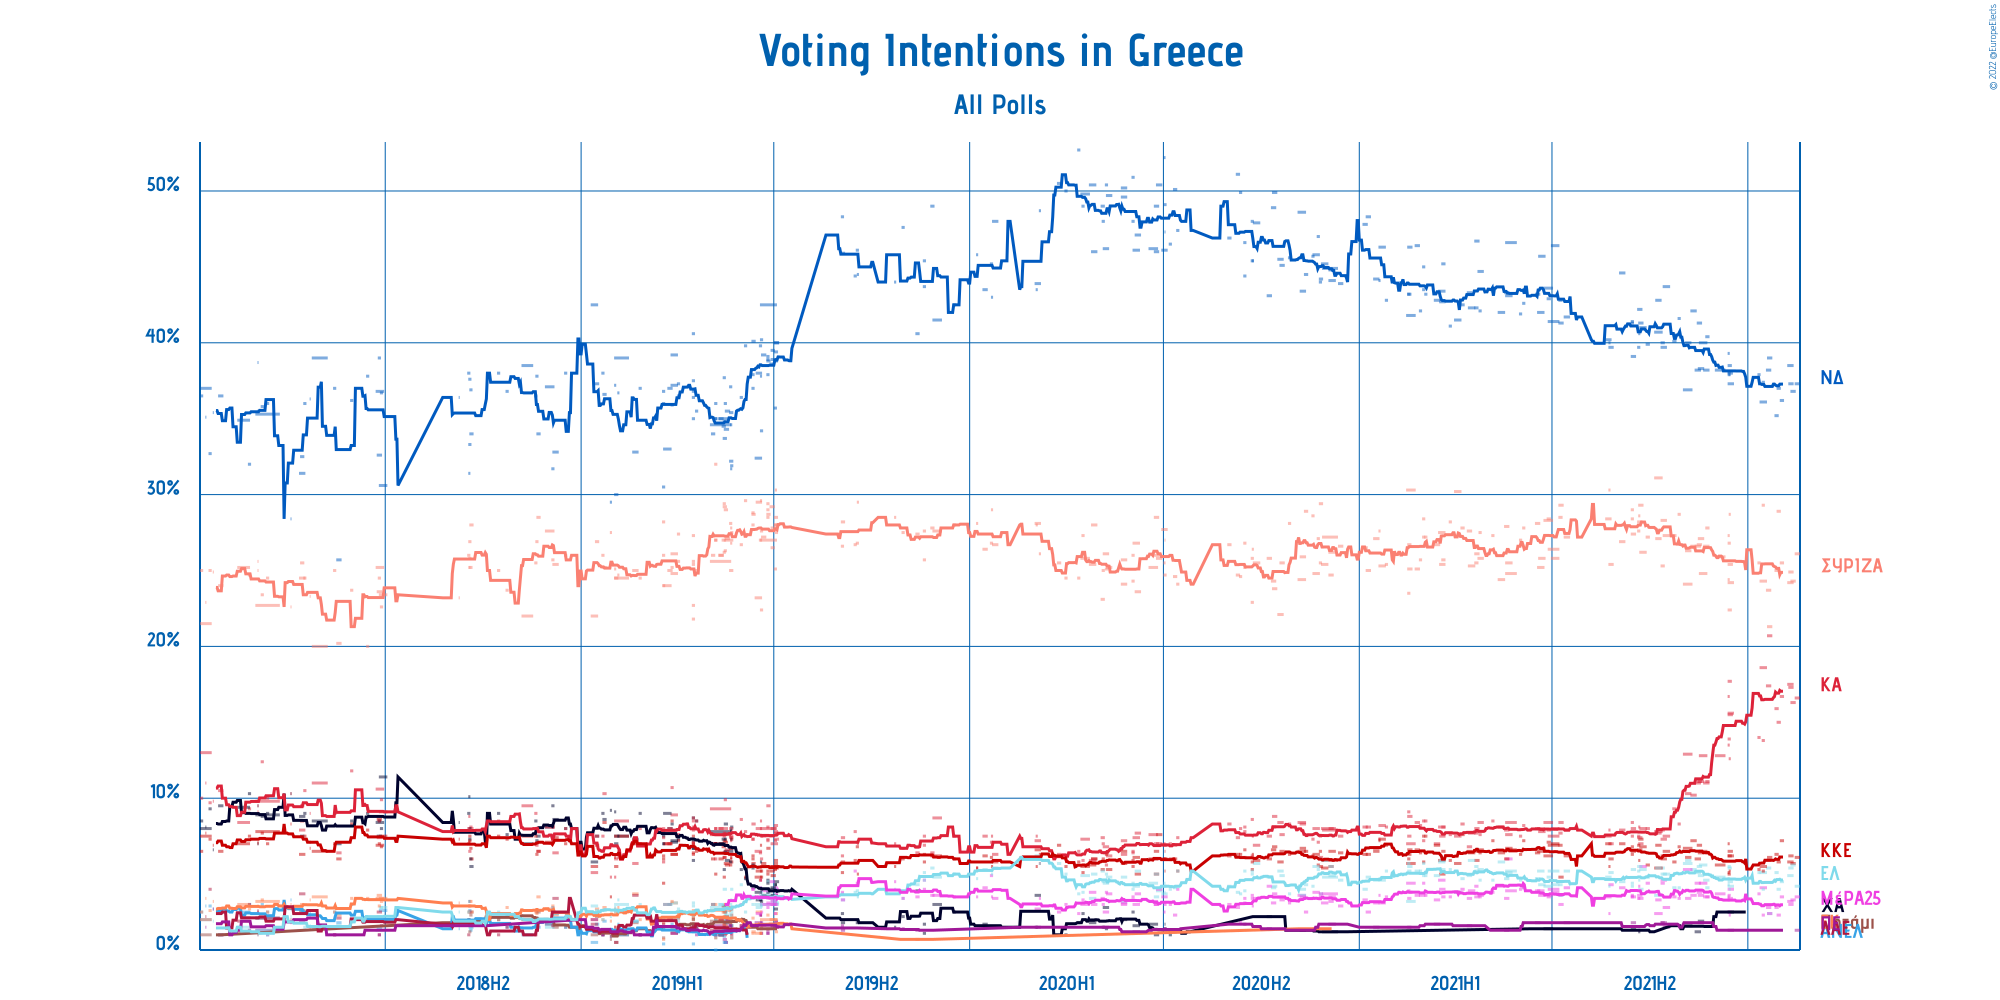 Voting Intentions in Greece
All Polls
© 2022 @EuropeElects
50%
40%
30%
20%
10%
0%
ΝΔ
ΣΥΡΙΖΑ
ΚΑ
ΚΚΕ
ΕΛ
ΜέΡΑ25
ΧΑ
ΑΝΕΛ
2018H2
2019H1
2019H2
2020H1
2020H2
2021H1
2021H2